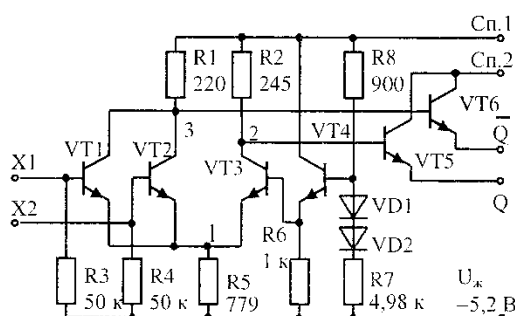 Сп.1
R1
220
R2
245
R8
900
Сп.2
VT6
3
2
VT4
Q
VT1
VT2
VT3
VT5
X1
X2
Q
1
R6
1 к
VD1
VD2
R3
50 к
R4
50 к
R5
779
R7
4,98 к
Uж
–5,2 В